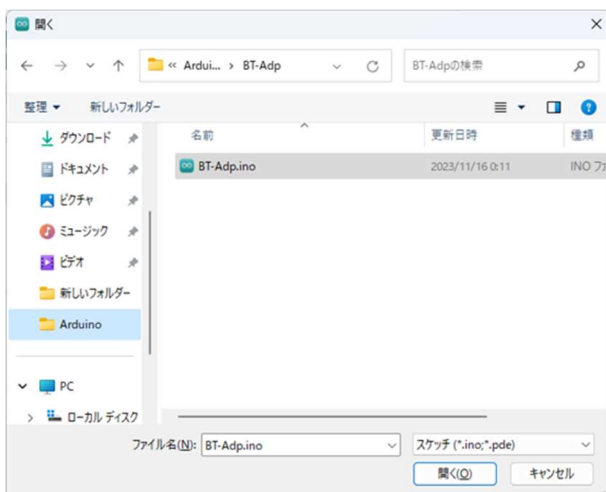 開く
« Ardui... › BT-Adp
BT-Adpの検索
整理 新しいフォルダー
名前 更新日時 種類
ダウンロード
BT-Adp.ino 2023/11/16 0:11 INO ファ
ドキュメント
ピクチャ
ミュージック
ビデオ
新しいフォルダー
Arduino
PC
ローカル ディスク
ファイル名(N): BT-Adp.ino スケッチ (*.ino;*.pde)
開く(O) キャンセル